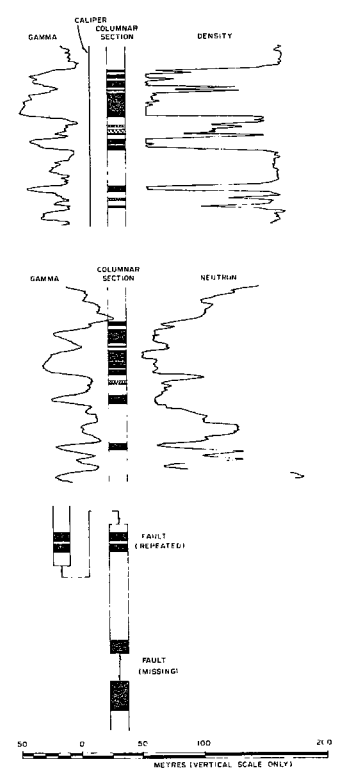 CALIPER
GAMMA
COLUMNAR
SECTION
DENSITY
GAMMA
COLUMNAR
SECTION
NEUTRON
FAULT
(REPEATED)
FAULT
(MISSING)
50 0 50 100 200
METRES (VERTICAL SCALE ONLY)